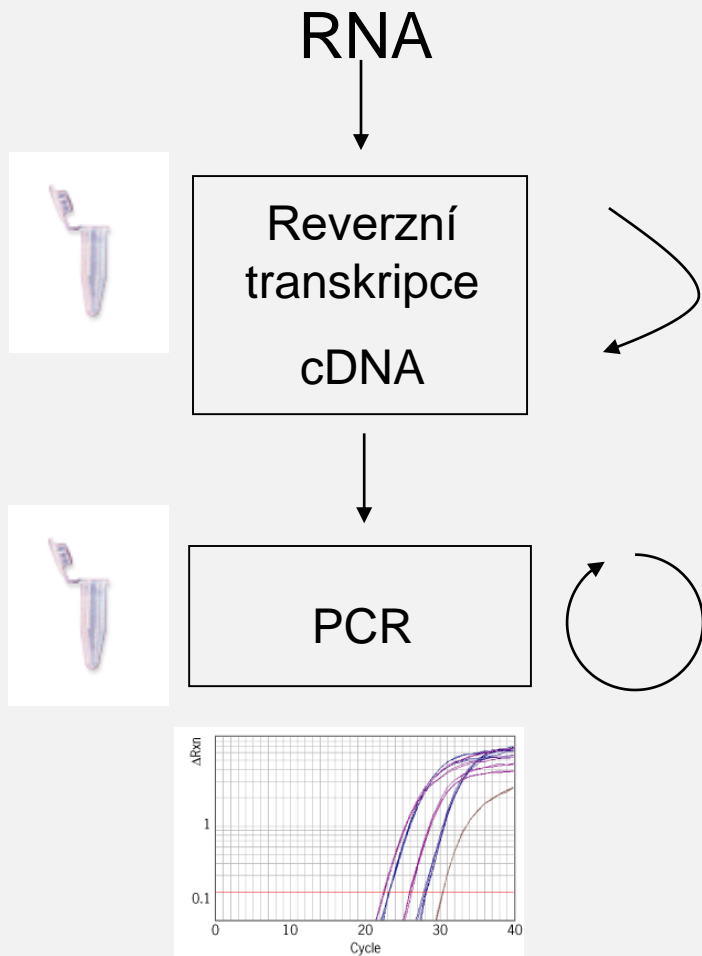 RNA
Reverzní
transkripce
cDNA
PCR
ΔRxn
1
0.1
0
10
20
30
40
Cycle